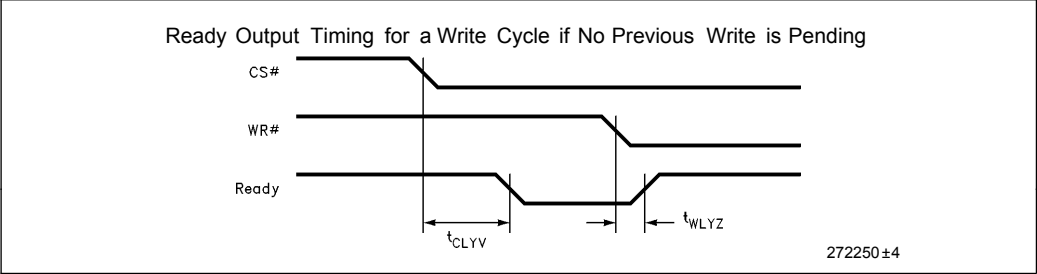 Ready Output Timing for a Write Cycle if No Previous Write is Pending
CS#
WR#
Ready
tCLYV
tWLYZ
272250±4